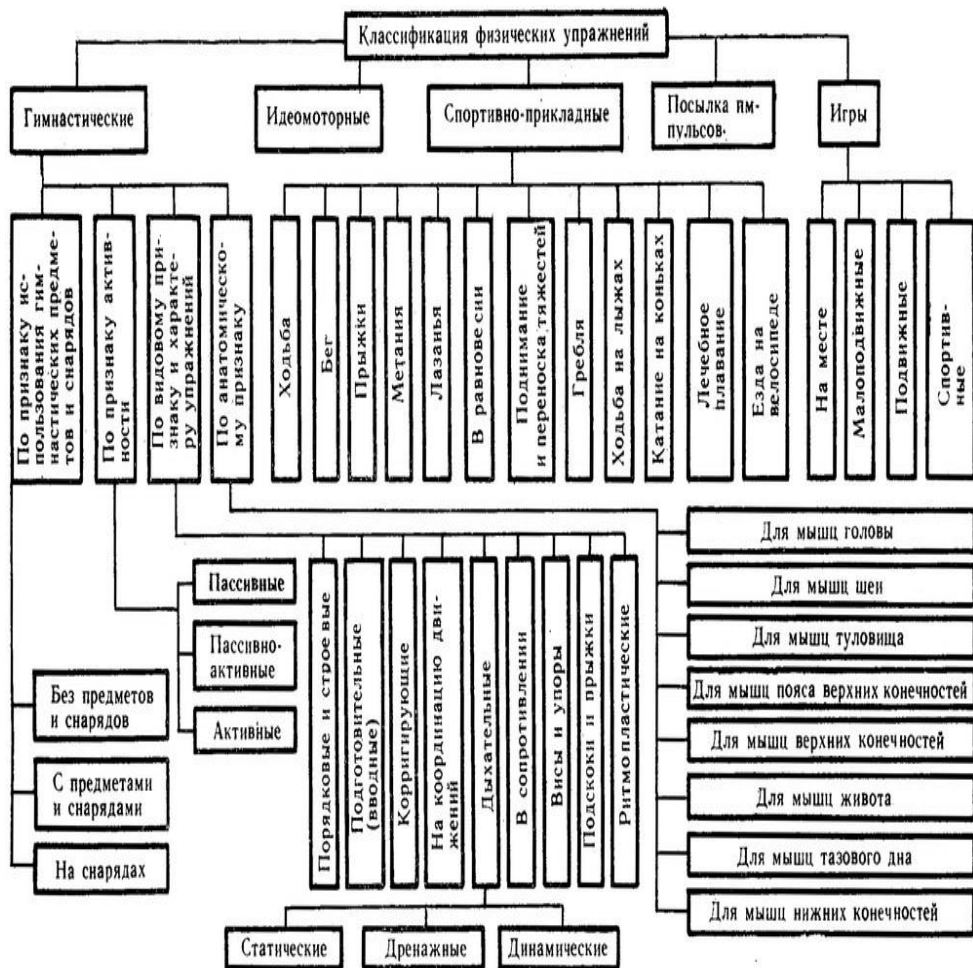 Классификация физических упражнений
Гимнастические
Идеомоторные
Спортивно-прикладные
Посылка им-
пульсов
Игры
По признаку ис-
пользования гим-
настических предме-
тов и снарядов
По признаку актив-
ности
По видовому при-
знаку и характе-
ру упражнений
По анатомическо-
му признаку
Ходьба
Бег
Прыжки
Метания
Лазанья
В равновесии
Поднимание
и переноска тяжестей
Гребля
Ходьба на лыжах
Катание на коньках
Лечебное
плавание
Езда на
велосипеде
На месте
Малоподвижные
Подвижные
Спортив-
ные
Без предметов
и снарядов
С предметами
и снарядами
На снарядах
Пассивные
Пассивно-
активные
Активные
Порядковые и строевые
Подготовительные
(вводные)
Корригирующие
На координацию дви-
жений
Дыхательные
В сопротивлении
Висы и упоры
Подскоки и прыжки
Ритмопластические
Статические
Дренажные
Динамические
Для мышц головы
Для мышц шеи
Для мышц туловища
Для мышц пояса верхних конечностей
Для мышц верхних конечностей
Для мышц живота
Для мышц тазового дна
Для мышц нижних конечностей